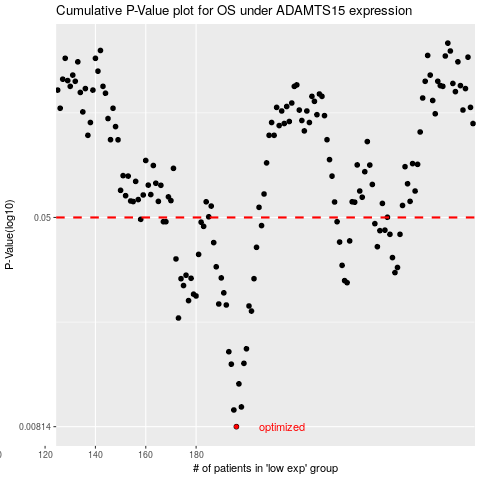 Cumulative P-Value plot for OS under ADAMTS15 expression
P-Value(log10)
0.05
0.00814
optimized
0
120
140
160
180
# of patients in 'low exp' group